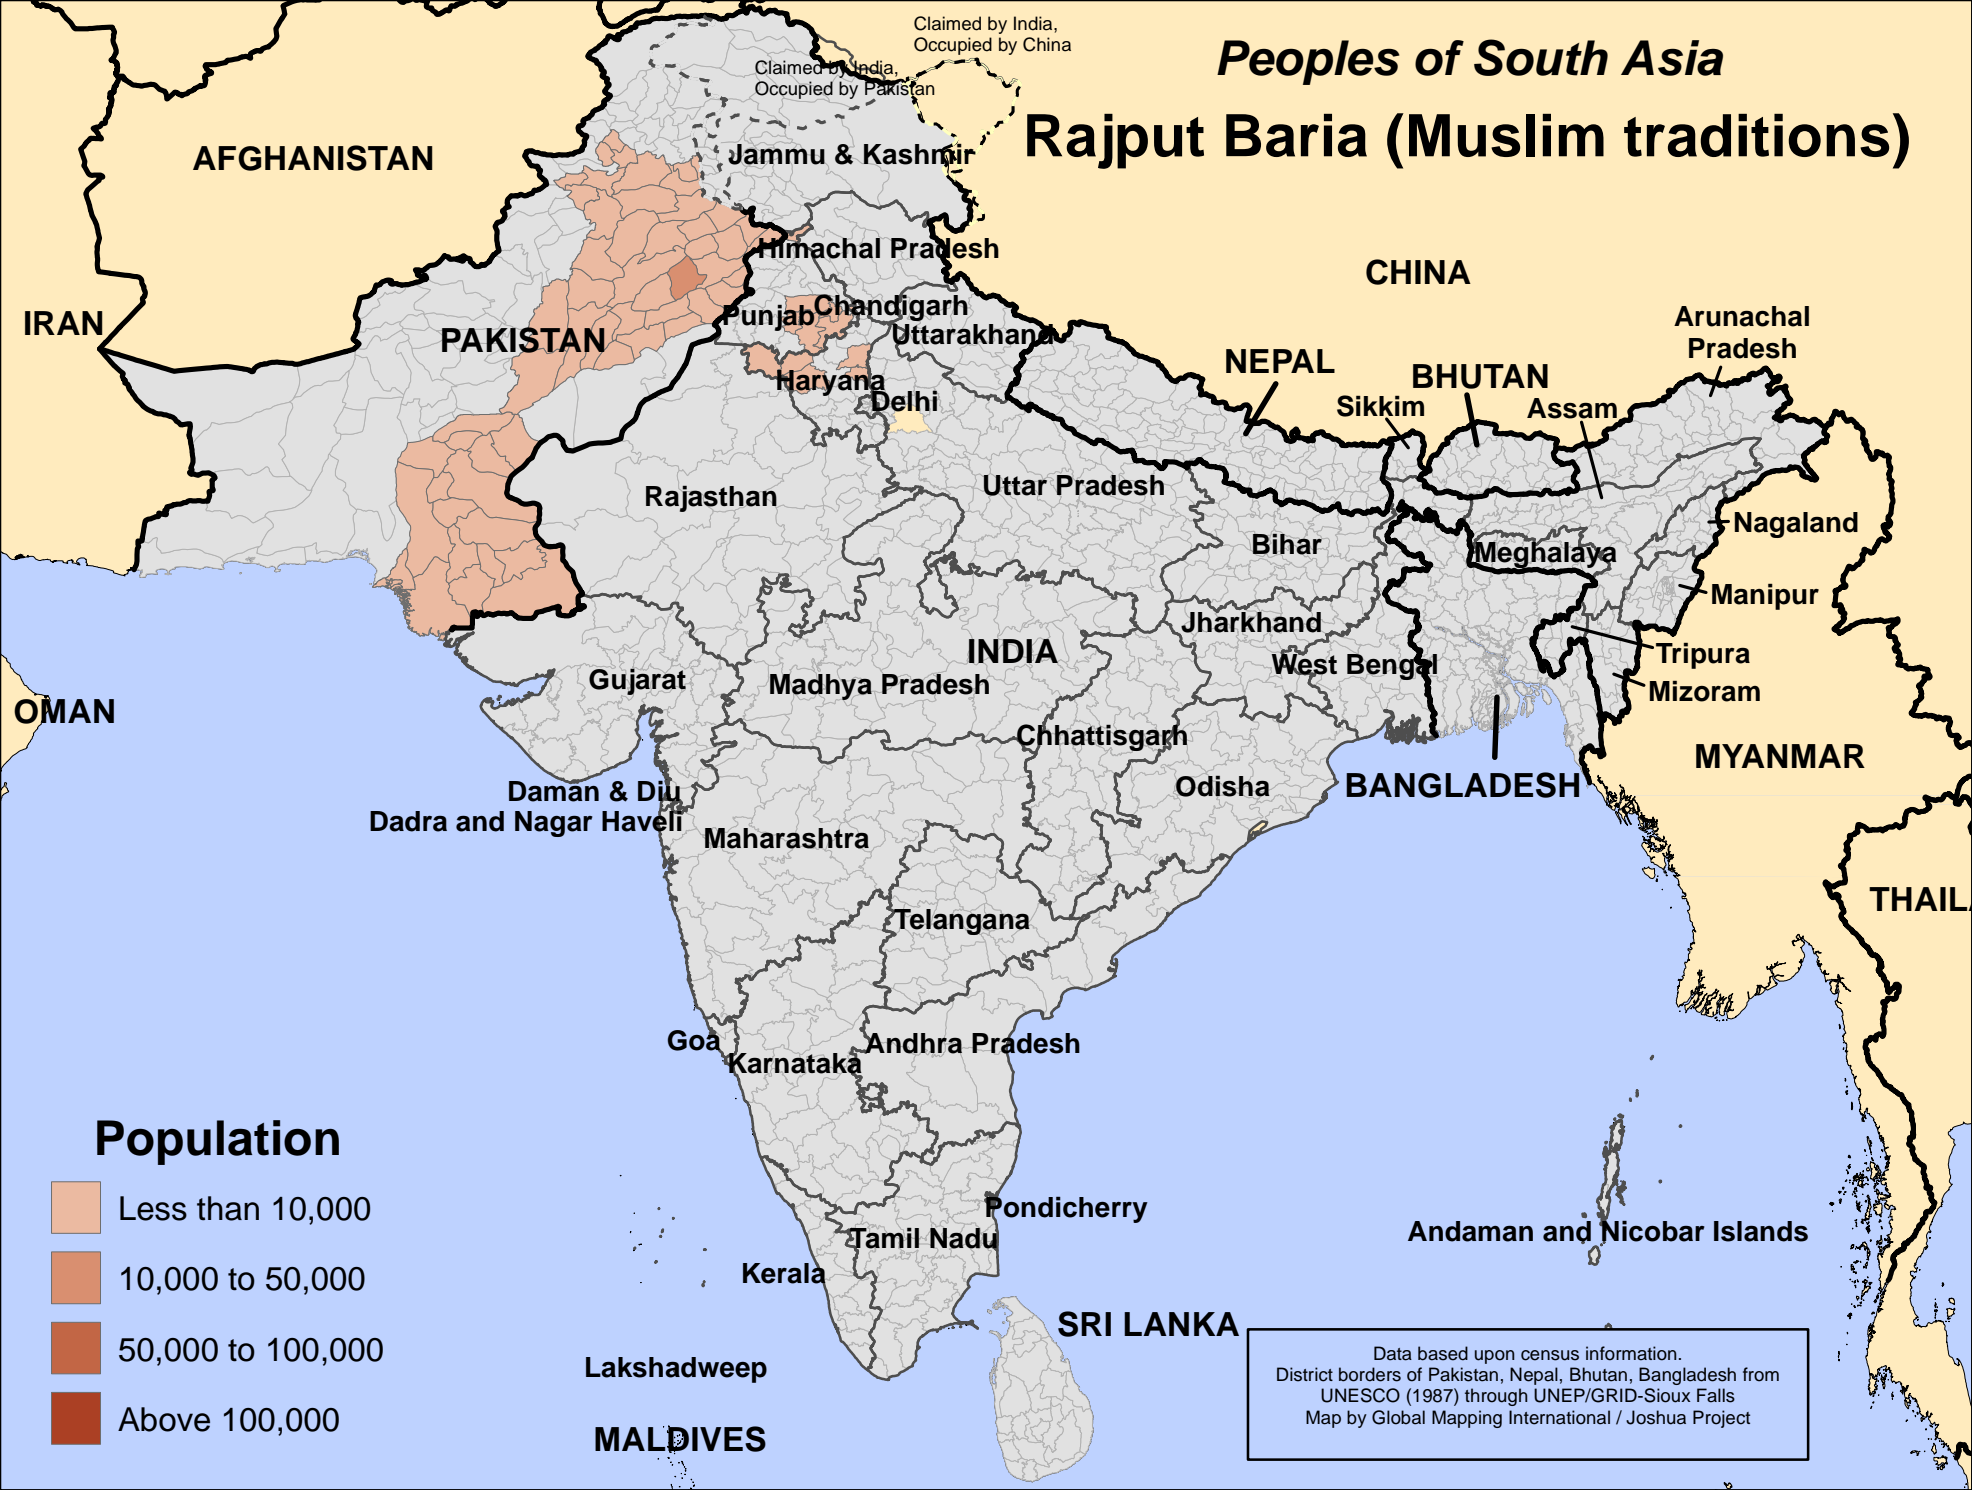 Claimed by India,
Occupied by China
Peoples of South Asia
Claimed by India,
Occupied by Pakistan
Rajput Baria (Muslim traditions)
AFGHANISTAN
Jammu & Kashmir
Himachal Pradesh
CHINA
IRAN
PAKISTAN
Punjab
Chandigarh
Uttarakhand
Arunachal
Pradesh
NEPAL
BHUTAN
Haryana
Delhi
Sikkim
Assam
Rajasthan
Uttar Pradesh
Nagaland
Bihar
Meghalaya
Manipur
Jharkhand
INDIA
Tripura
West Bengal
Gujarat
Madhya Pradesh
Mizoram
OMAN
Chhattisgarh
MYANMAR
Odisha
BANGLADESH
Daman & Diu
Dadra and Nagar Haveli
Maharashtra
THAILA
Telangana
Goa
Andhra Pradesh
Karnataka
Population
Less than 10,000
10,000 to 50,000
50,000 to 100,000
Above 100,000
Pondicherry
Tamil Nadu
Andaman and Nicobar Islands
Kerala
SRI LANKA
Lakshadweep
MALDIVES
Data based upon census information.
District borders of Pakistan, Nepal, Bhutan, Bangladesh from
UNESCO (1987) through UNEP/GRID-Sioux Falls
Map by Global Mapping International / Joshua Project